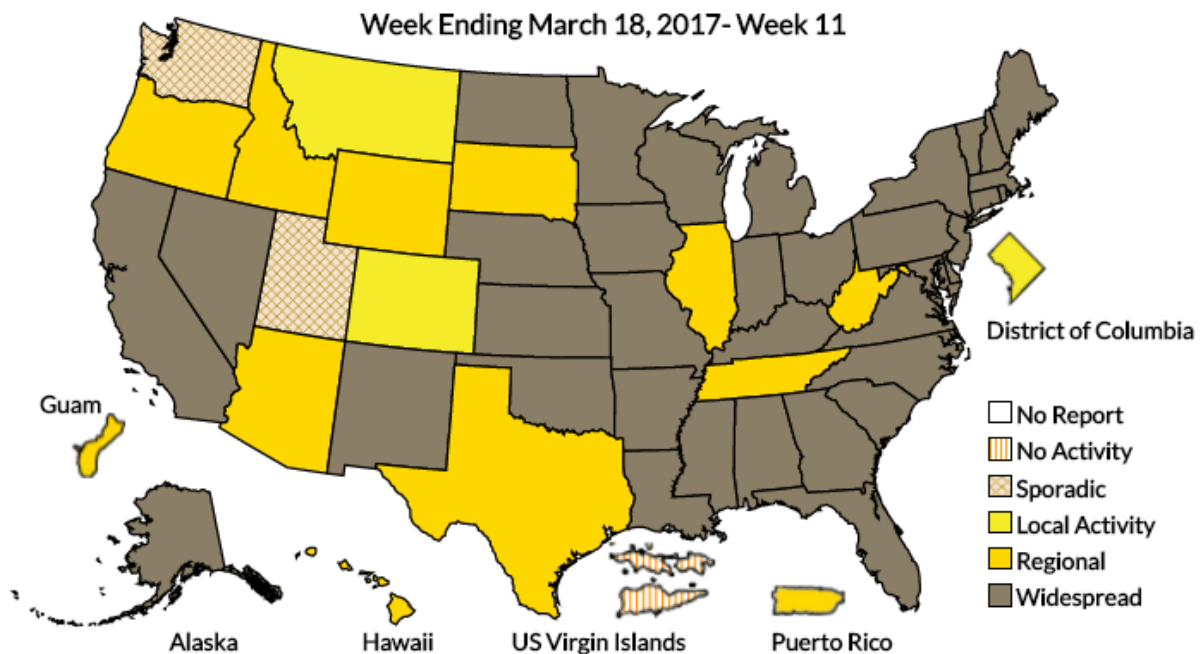 Week Ending March 18, 2017- Week 11
District of Columbia
Guam
No Report
No Activity
Sporadic
Local Activity
Regional
Widespread
Alaska
Hawaii
US Virgin Islands
Puerto Rico